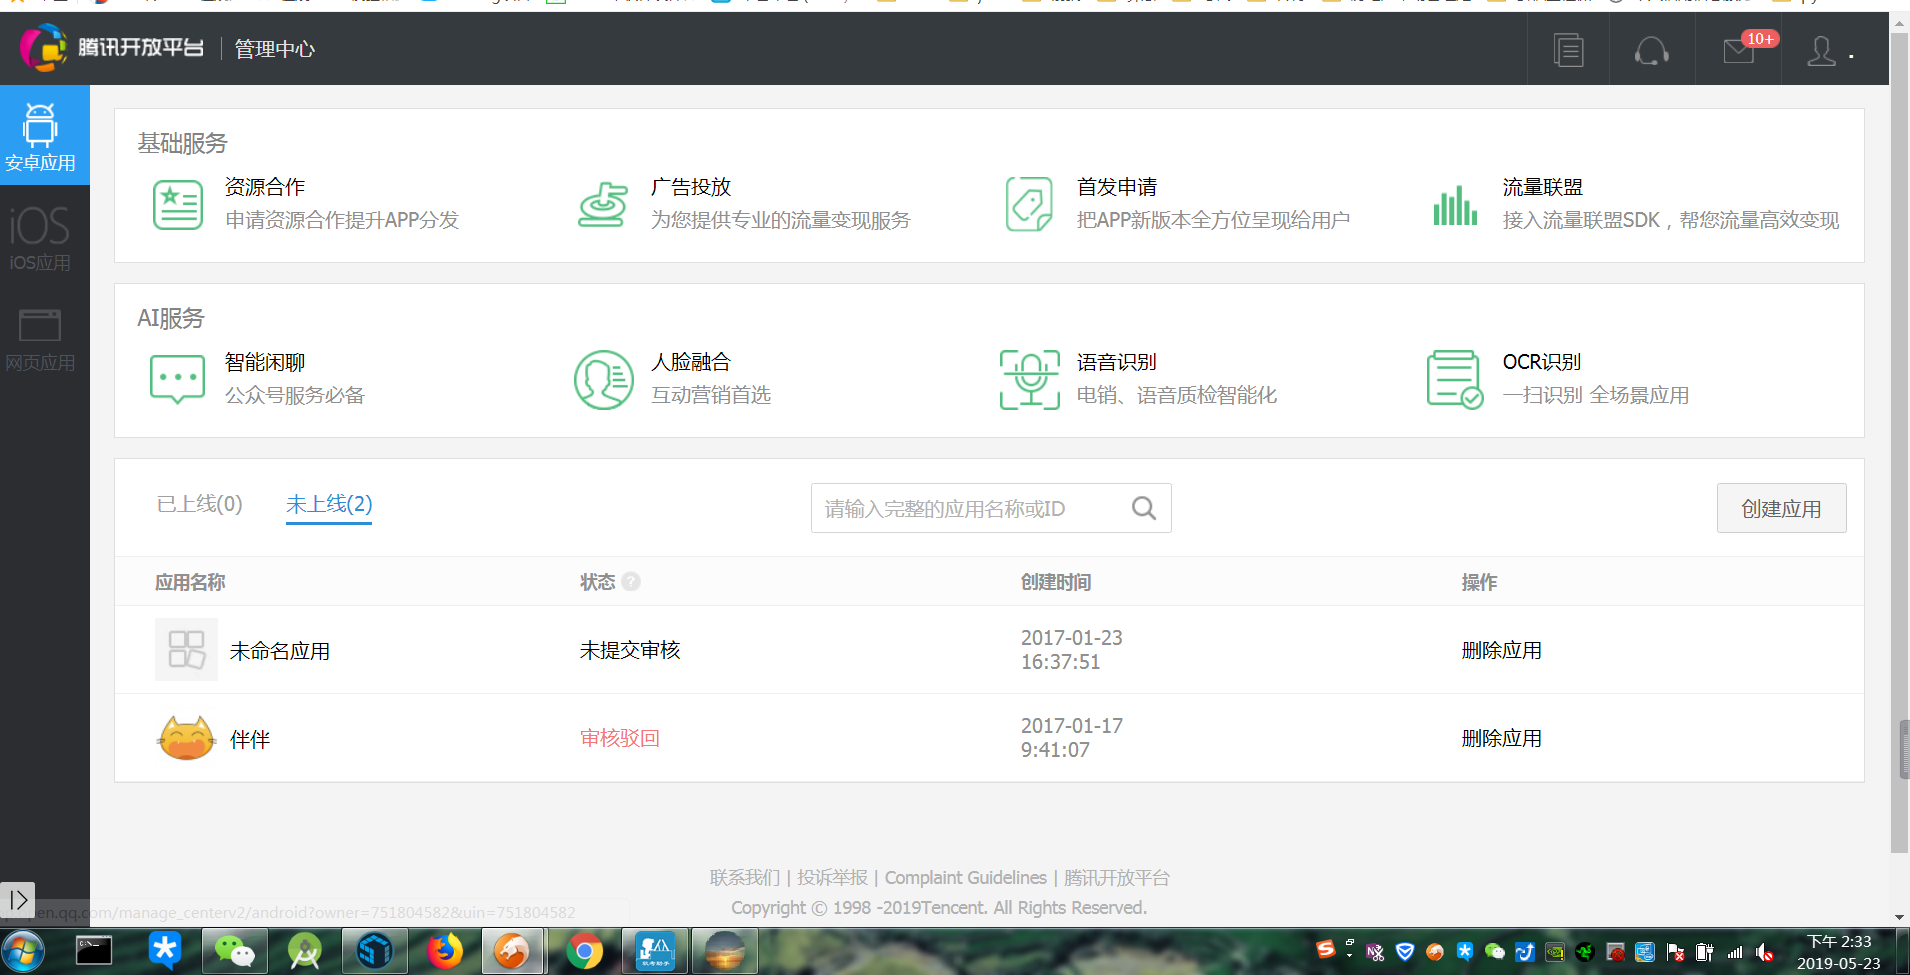 腾讯开放平台 管理中心
10+
安卓应用
iOS
iOS应用
网页应用
基础服务
资源合作
申请资源合作提升APP分发
广告投放
为您提供专业的流量变现服务
首发申请
把APP新版本全方位呈现给用户
流量联盟
接入流量联盟SDK，帮您流量高效变现
AI服务
智能闲聊
公众号服务必备
人脸融合
互动营销首选
语音识别
电销、语音质检智能化
OCR识别
一扫识别 全场景应用
已上线(0) 未上线(2)
请输入完整的应用名称或ID
创建应用
应用名称 状态 ? 创建时间 操作
未命名应用 未提交审核 2017-01-23
16:37:51 删除应用
伴伴 审核驳回 2017-01-17
9:41:07 删除应用
联系我们 | 投诉举报 | Complaint Guidelines | 腾讯开放平台
Copyright © 1998 -2019Tencent. All Rights Reserved.
open.qq.com/manage_centerv2/android?owner=751804582&uin=751804582
下午 2:33
2019-05-23